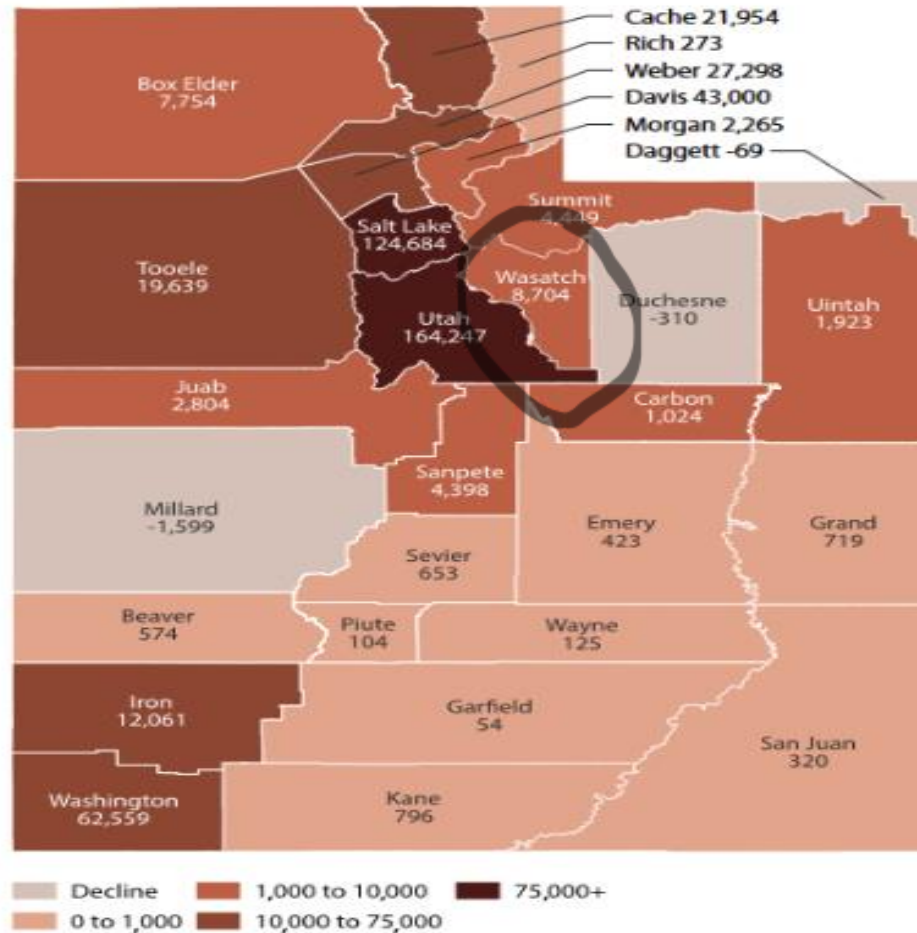 Cache 21,954
Rich 273
Weber 27,298
Davis 43,000
Morgan 2,265
Daggett -69
Box Elder
7,754
Summit
4,449
Salt Lake
124,684
Tooele
19,639
Wasatch
8,704
Duchesne
-310
Uintah
1,923
Utah
164,247
Juab
2,804
Carbon
1,024
Sanpete
4,398
Millard
-1,599
Emery
423
Grand
719
Sevier
653
Beaver
574
Piute
104
Wayne
125
Iron
12,061
Garfield
54
San Juan
320
Washington
62,559
Kane
796
Decline
1,000 to 10,000
75,000+
0 to 1,000
10,000 to 75,000